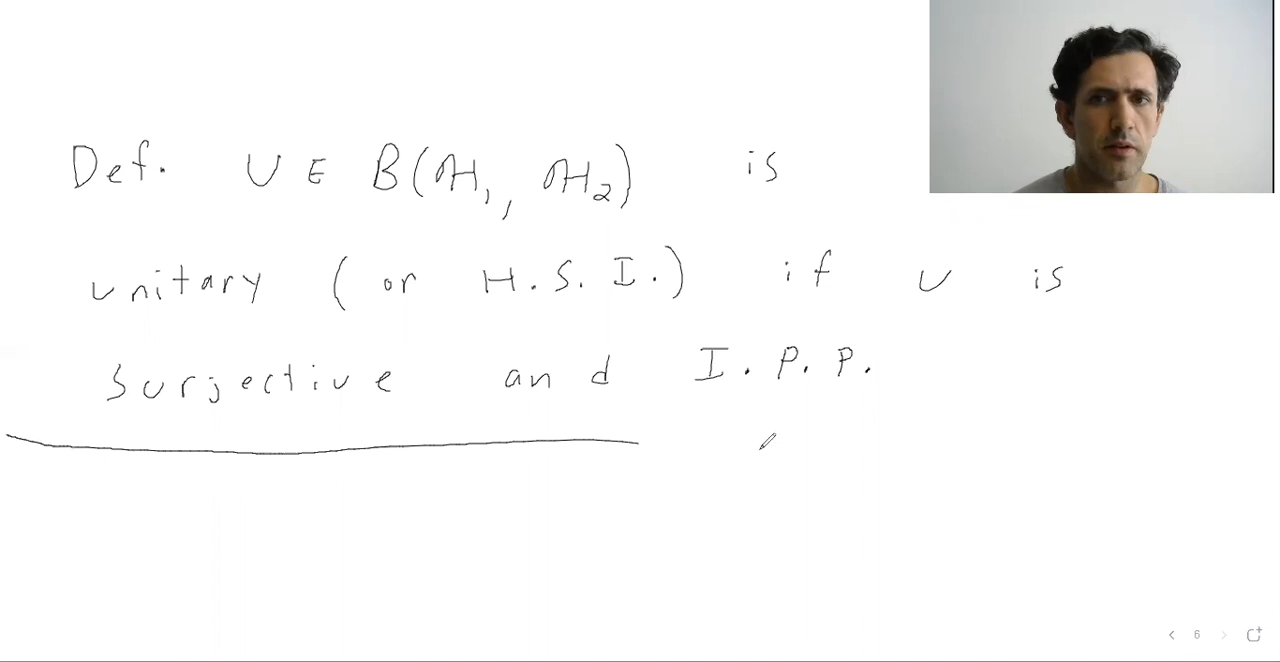 Def. U ∈ B(H₁, H₂) is
unitary (or H.S.I.) if U is
surjective and I.P.P.
6